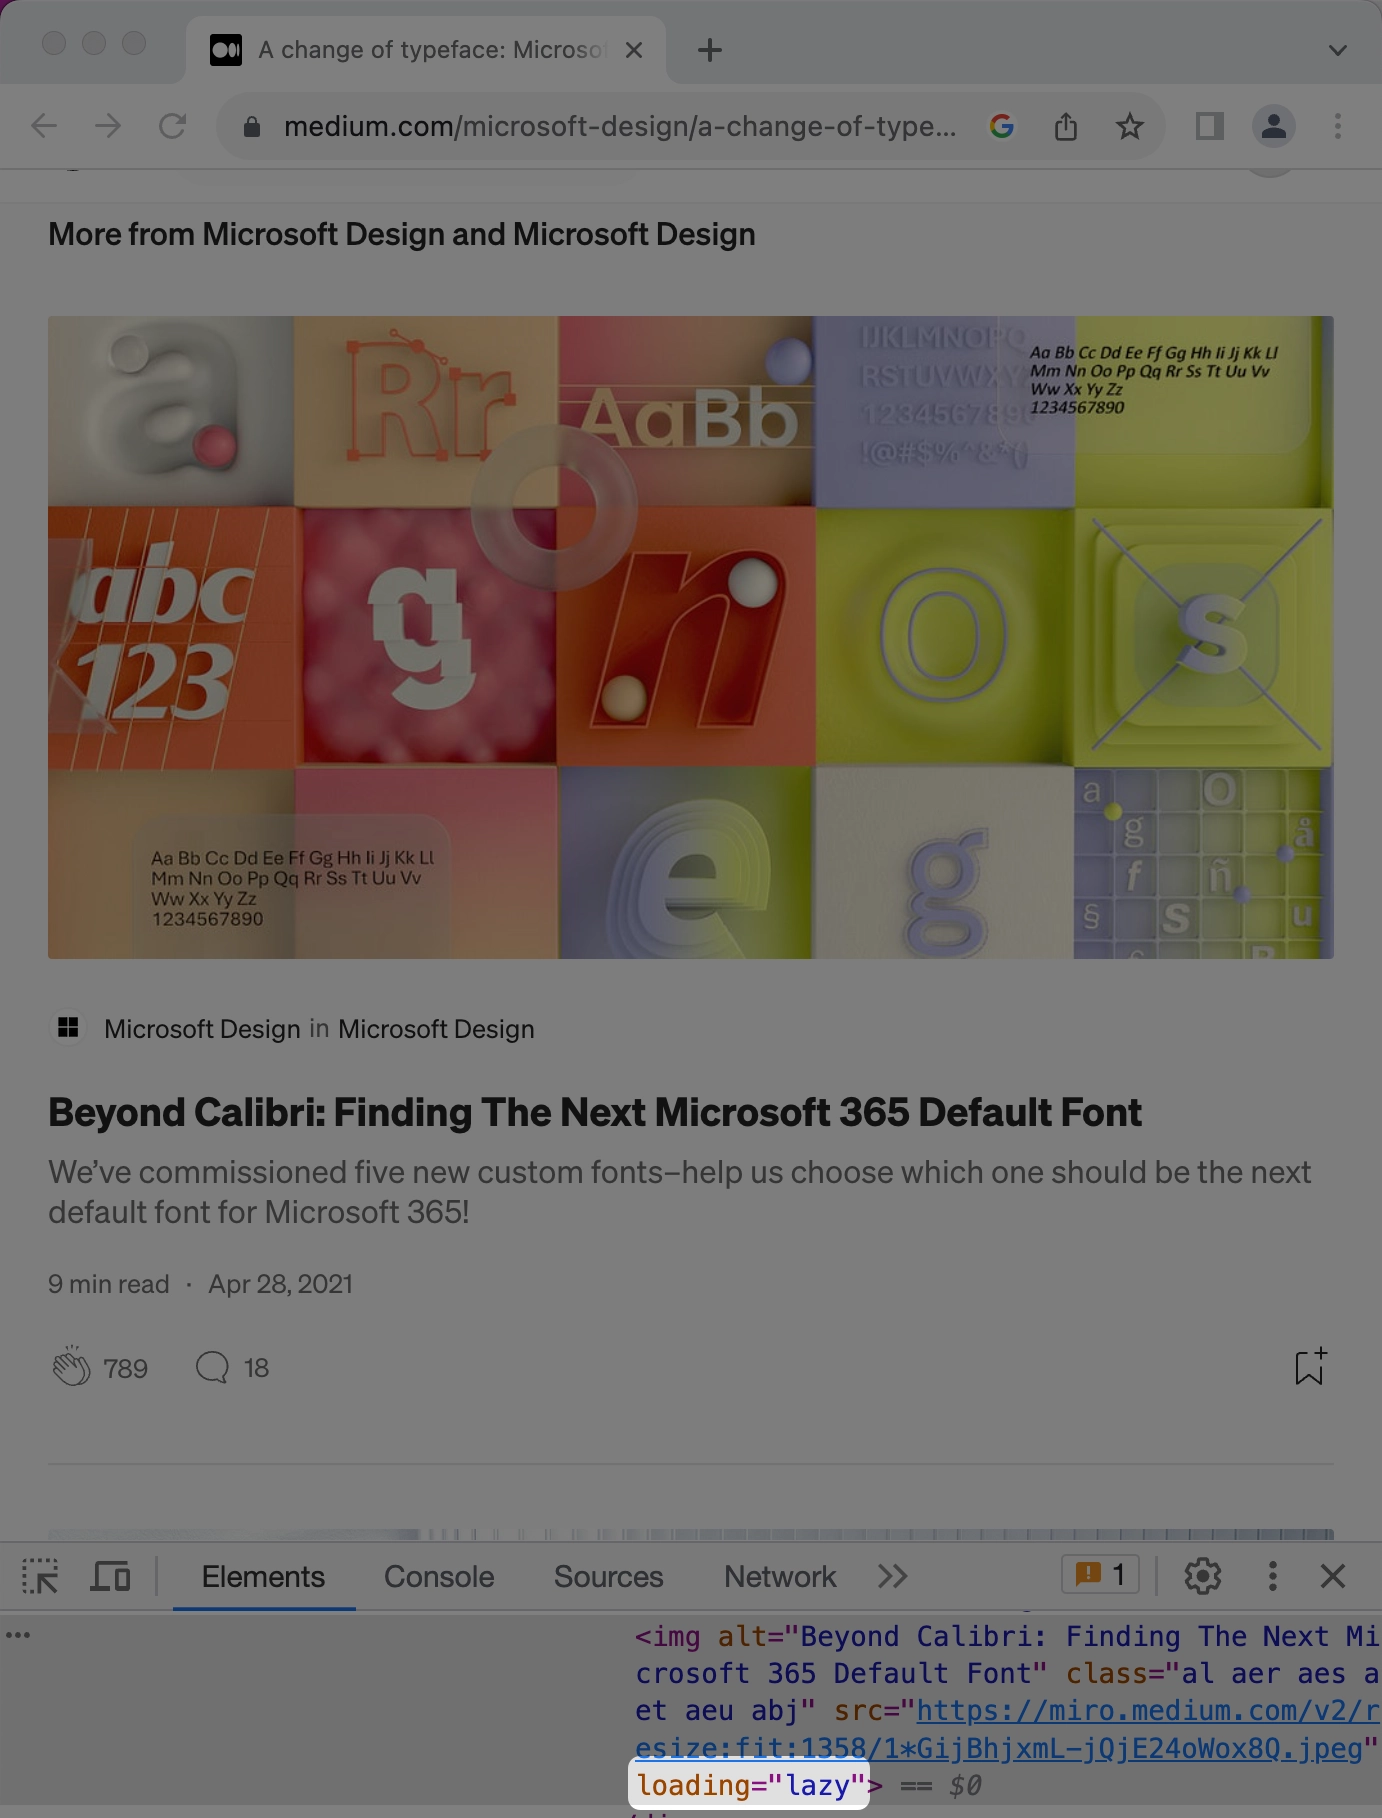 A change of typeface: Microso
medium.com/microsoft-design/a-change-of-type...
More from Microsoft Design and Microsoft Design
a
Rr
AaBb
IJKLMNOPQ
RSTUVWXY
1234567890
!@#$%^&*()
Aa Bb Cc Dd Ee Ff Gg Hh Ii Jj Kk Ll
Mm Nn Oo Pp Qq Rr Ss Tt Uu Vv
Ww Xx Yy Zz
1234567890
abc
123
g
n
O
S
Aa Bb Cc Dd Ee Ff Gg Hh Ii Jj Kk Ll
Mm Nn Oo Pp Qq Rr Ss Tt Uu Vv
Ww Xx Yy Zz
1234567890
e
g
a O
g å
f ñ
§ S u
Microsoft Design in Microsoft Design
Beyond Calibri: Finding The Next Microsoft 365 Default Font
We’ve commissioned five new custom fonts–help us choose which one should be the next
default font for Microsoft 365!
9 min read · Apr 28, 2021
789 18
Elements Console Sources Network 1
<img alt="Beyond Calibri: Finding The Next Mi
crosoft 365 Default Font" class="al aer aes a
et aeu abj" src="https://miro.medium.com/v2/r
esize:fit:1358/1*GijBhjxmL-jQjE24oWox8Q.jpeg"
loading="lazy"> == $0